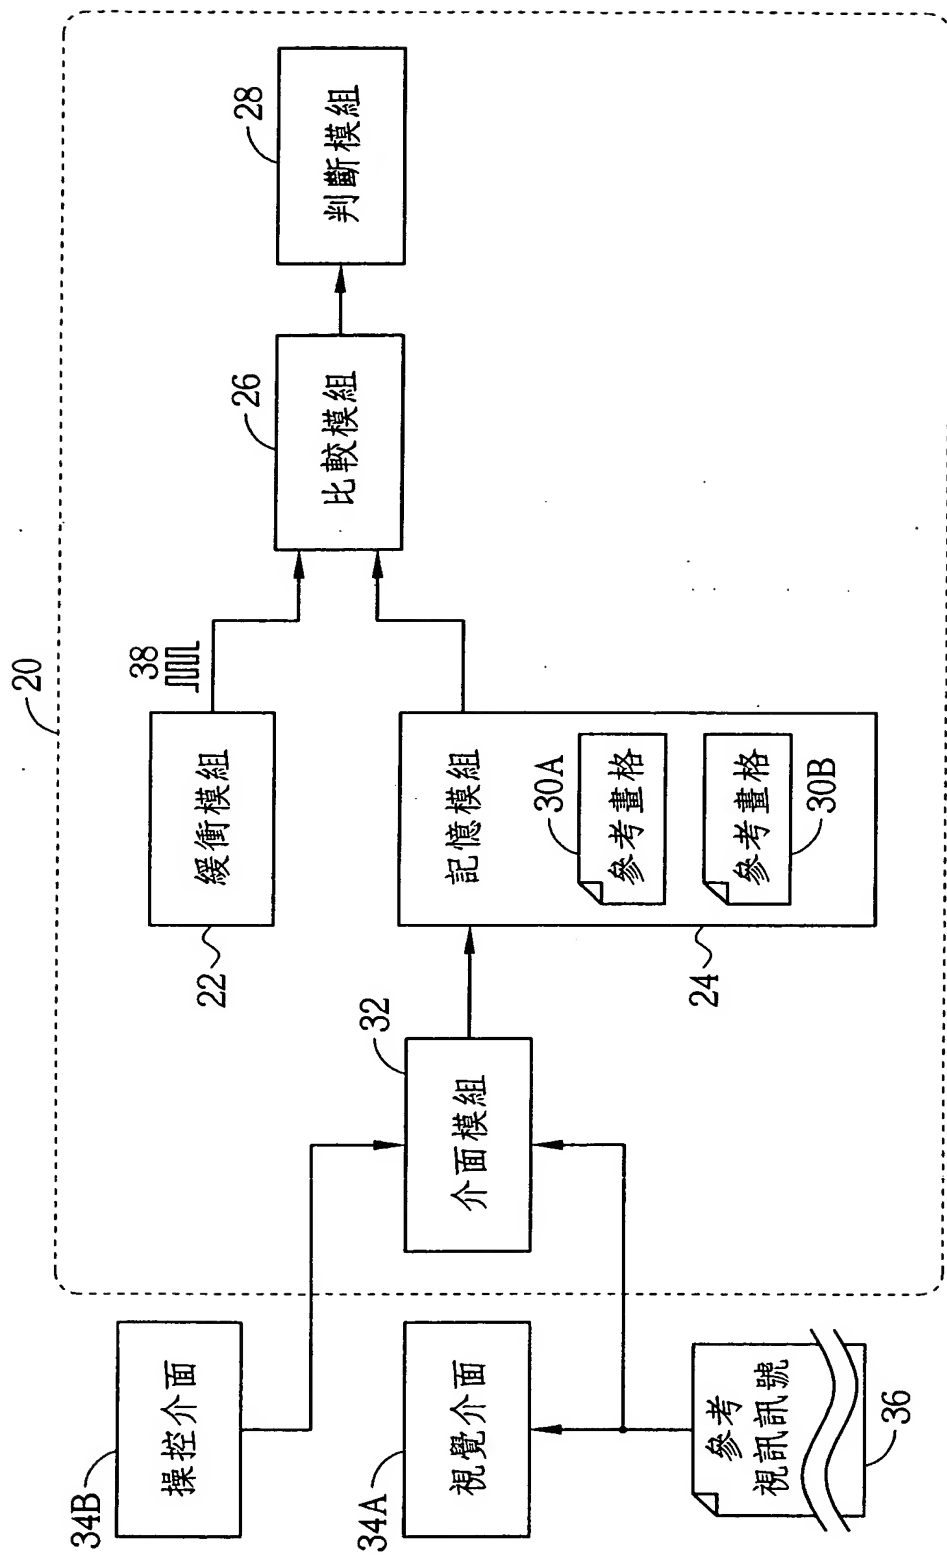 20
34B
操控介面
34A
視覺介面
參考
視訊訊號
36
32
介面模組
22
緩衝模組
38
24
記憶模組
30A
參考畫格
30B
參考畫格
26
比較模組
28
判斷模組